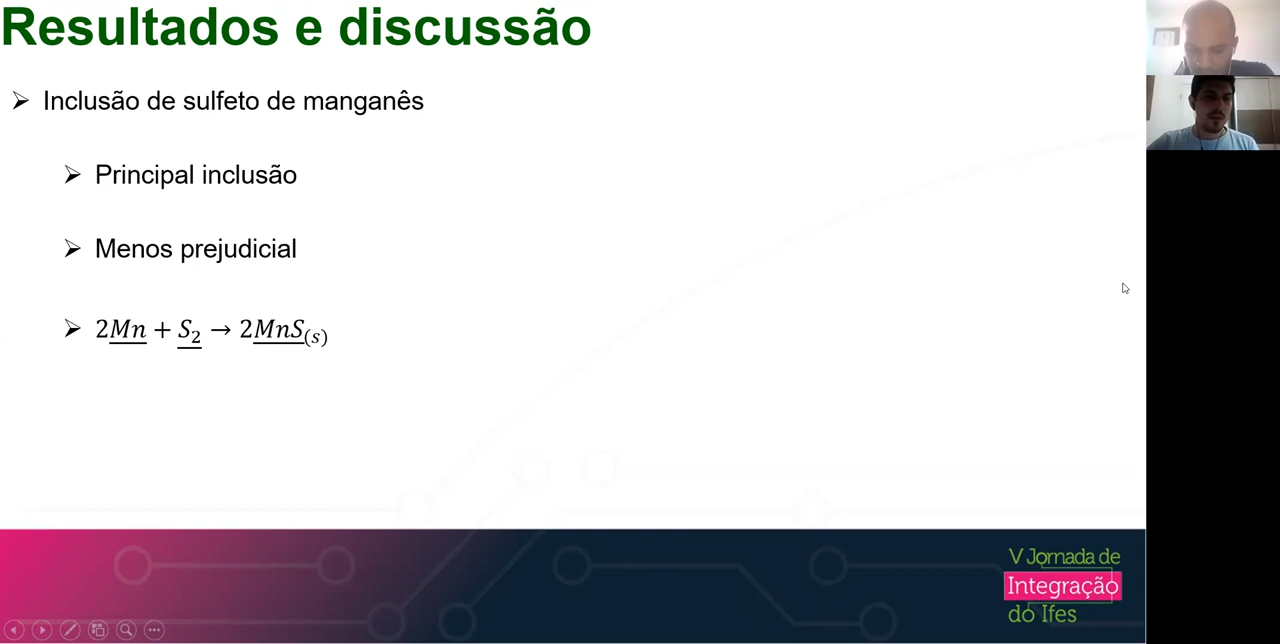 Resultados e discussão
➢ Inclusão de sulfeto de manganês
➢ Principal inclusão
➢ Menos prejudicial
➢ 2Mn + S₂ → 2MnS₍s₎
V Jornada de
Integração
do Ifes